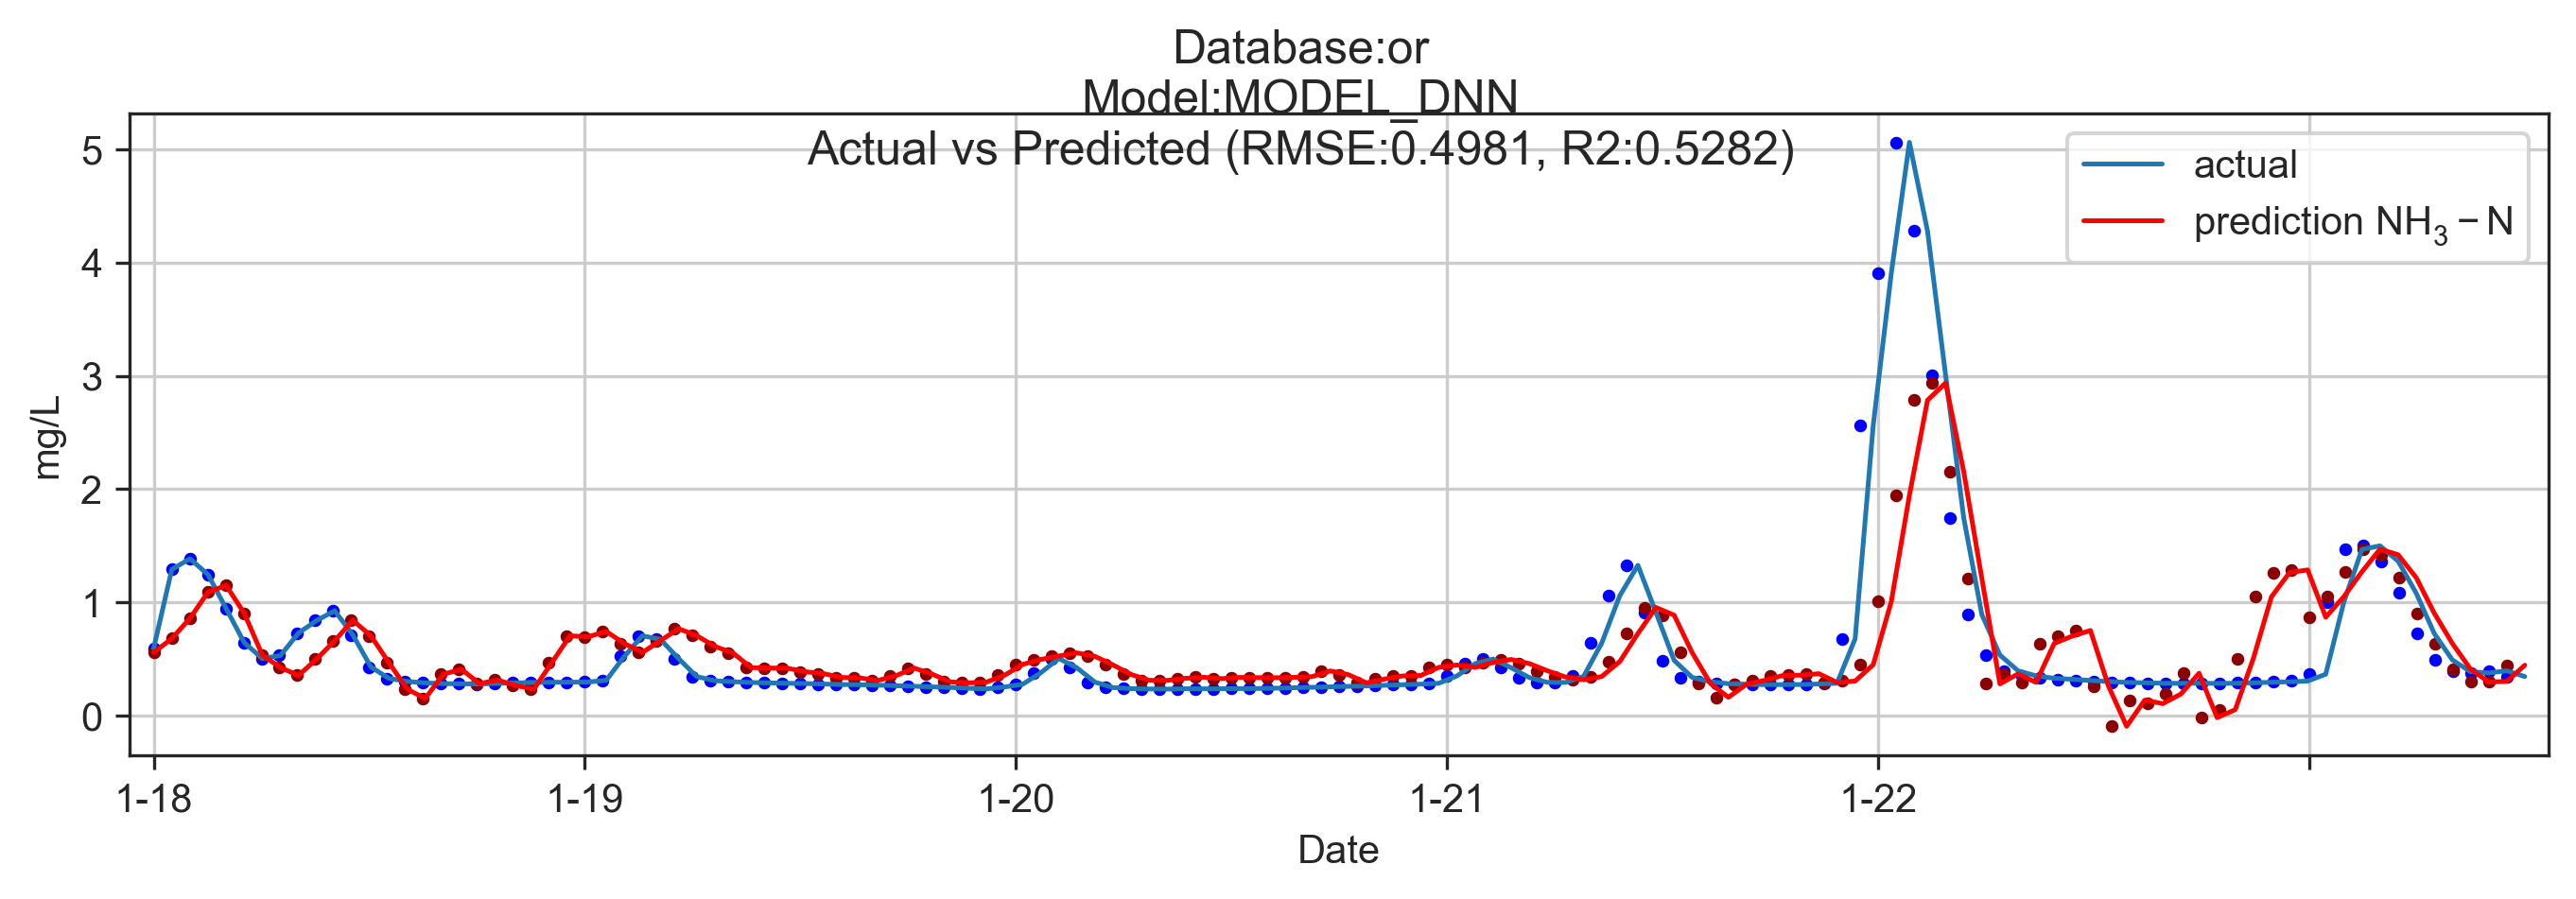 Database:or
Model:MODEL_DNN
Actual vs Predicted (RMSE:0.4981, R2:0.5282)
actual
prediction NH₃ − N
mg/L
5
4
3
2
1
0
1-18 1-19 1-20 1-21 1-22
Date